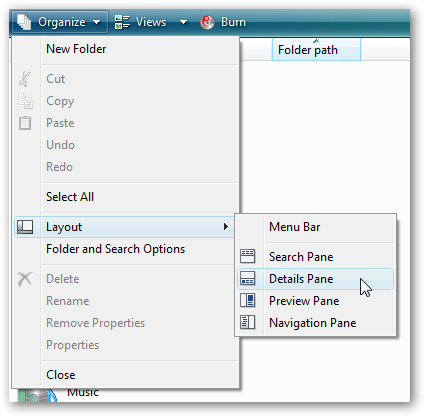 Organize Views Burn
Folder path
New Folder
Cut
Copy
Paste
Undo
Redo
Select All
Layout
Folder and Search Options
Delete
Rename
Remove Properties
Properties
Close
Menu Bar
Search Pane
Details Pane
Preview Pane
Navigation Pane
Music